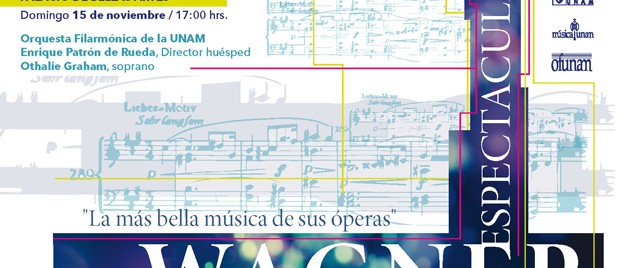 Domingo 15 de noviembre / 17:00 hrs.
Orquesta Filarmónica de la UNAM
Enrique Patrón de Rueda, Director huésped
Othalie Graham, soprano
Liebes-Motiv
Sehr langsam
Liebes-Motiv
Sehr langsam
289
p
"La más bella música de sus óperas"
ESPECTACUL
WAGNER
UNAM
música unam
ofunam